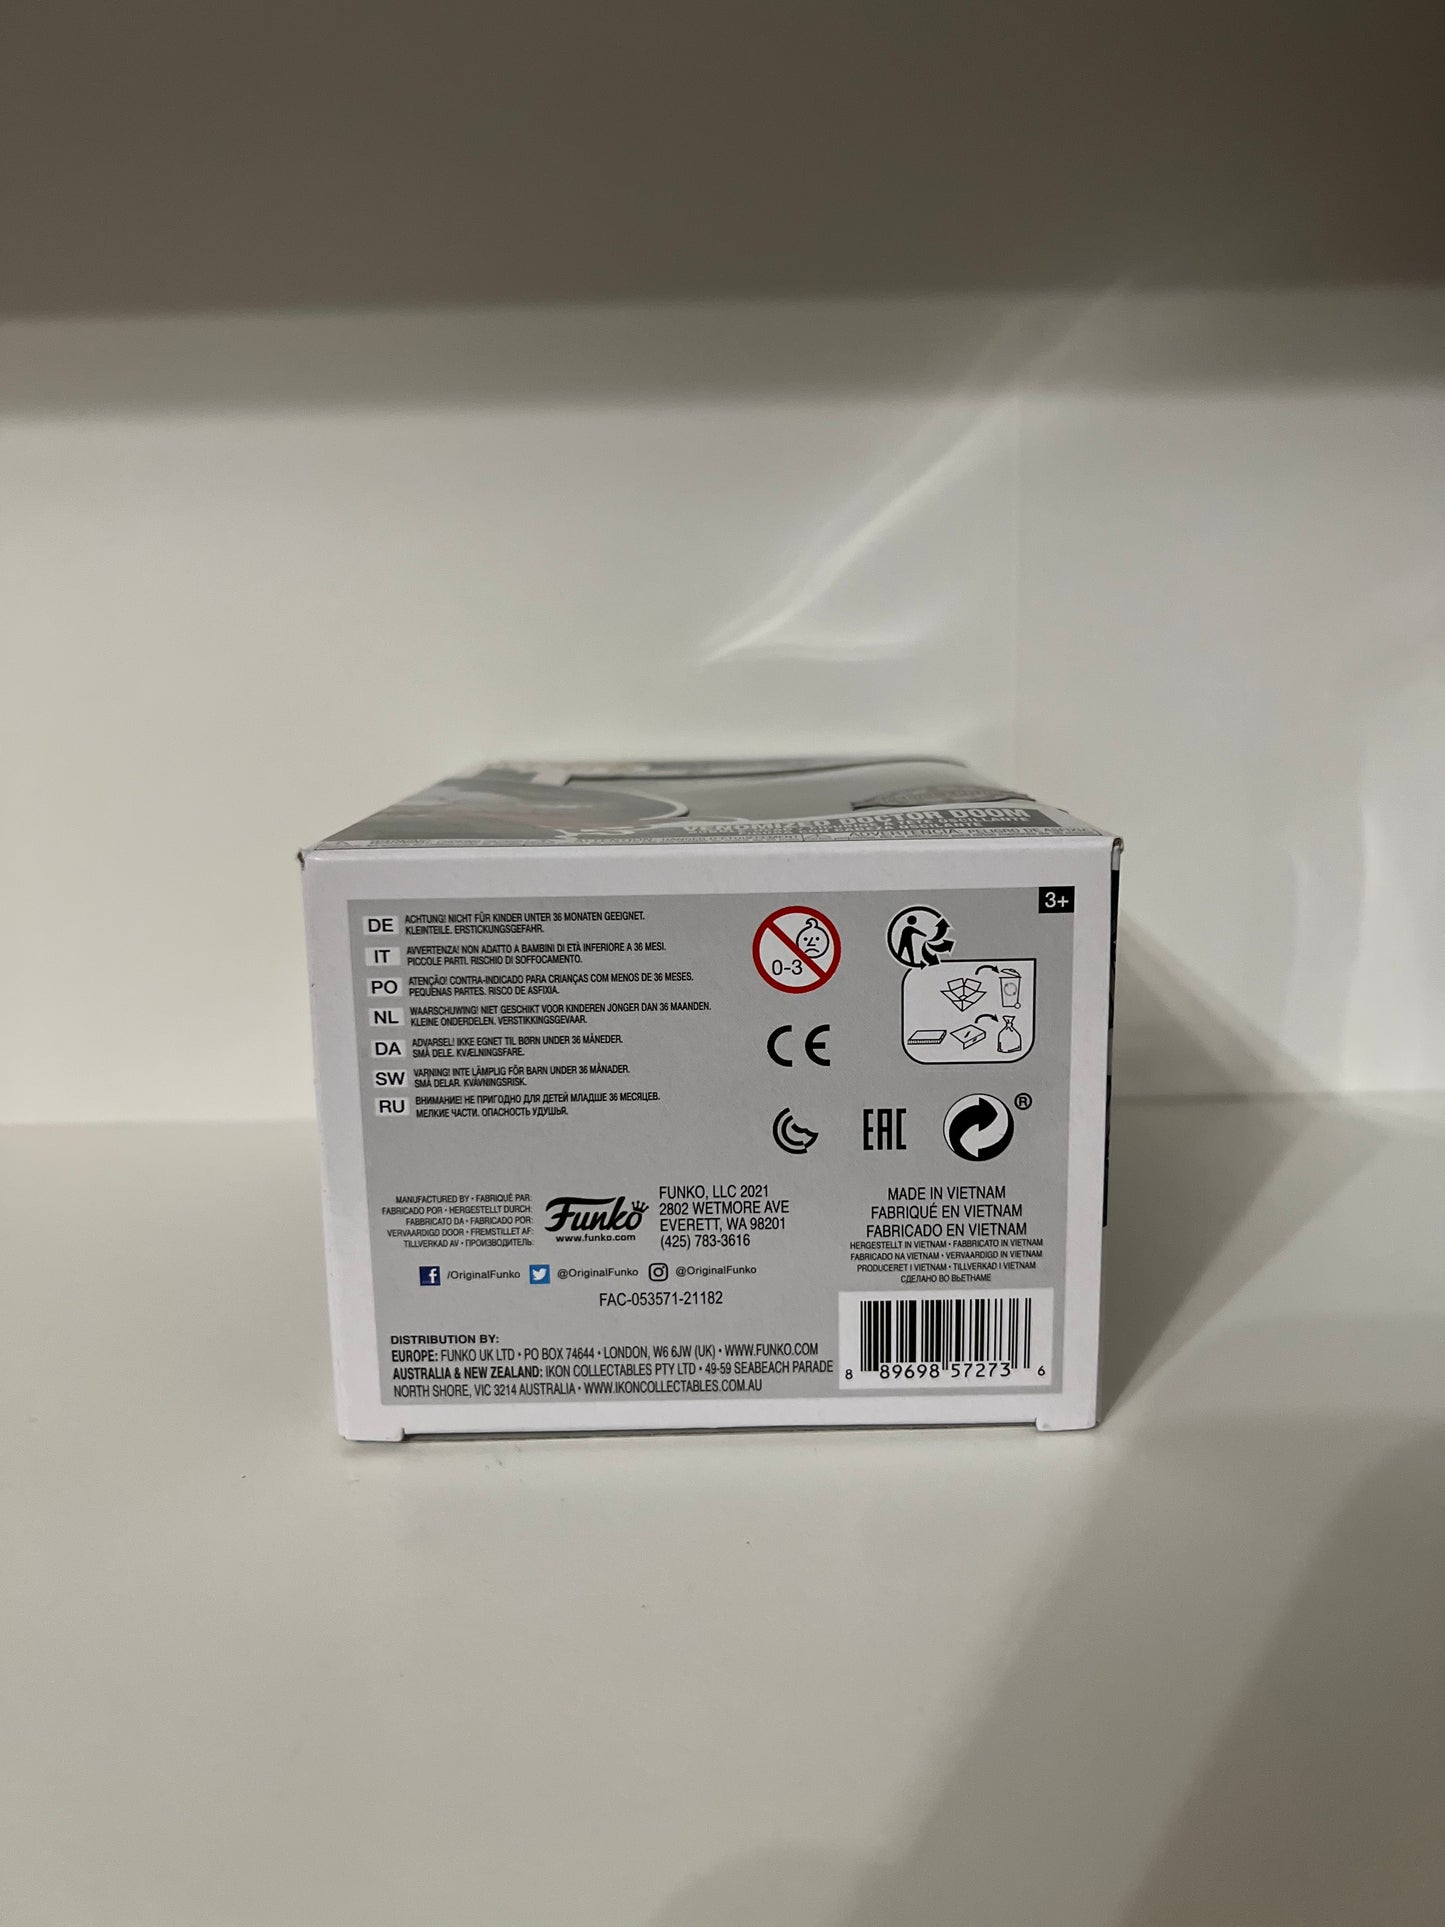 VENOMIZED DOCTOR DOOM
ADVERTENCIA:
3+
DE ACHTUNG! NICHT FÜR KINDER UNTER 36 MONATEN GEEIGNET.
KLEINTEILE. ERSTICKUNGSGEFAHR.
IT AVVERTENZA! NON ADATTO A BAMBINI DI ETÀ INFERIORE A 36 MESI.
PICCOLE PARTI. RISCHIO DI SOFFOCAMENTO.
PO ATENÇÃO! CONTRA-INDICADO PARA CRIANÇAS COM MENOS DE 36 MESES.
PEQUENAS PARTES. RISCO DE ASFIXIA.
NL WAARSCHUWING! NIET GESCHIKT VOOR KINDEREN JONGER DAN 36 MAANDEN.
KLEINE ONDERDELEN. VERSTIKKINGSGEVAAR.
DA ADVARSEL! IKKE EGNET TIL BØRN UNDER 36 MÅNEDER.
SMÅ DELE. KVÆLNINGSFARE.
SW VARNING! INTE LÄMPLIG FÖR BARN UNDER 36 MÅNADER.
SMÅ DELAR. KVÄVNINGSRISK.
RU ВНИМАНИЕ! НЕ ПРИГОДНО ДЛЯ ДЕТЕЙ МЛАДШЕ 36 МЕСЯЦЕВ.
МЕЛКИЕ ЧАСТИ. ОПАСНОСТЬ УДУШЬЯ.
0-3
CE
EAC
®
MANUFACTURED BY • FABRIQUÉ PAR:
FABRICADO POR • HERGESTELLT DURCH:
FABBRICATO DA • FABRICADO POR:
VERVAARDIGD DOOR • FREMSTILLET AF:
TILLVERKAD AV • ПРОИЗВОДИТЕЛЬ:
Funko
www.funko.com
FUNKO, LLC 2021
2802 WETMORE AVE
EVERETT, WA 98201
(425) 783-3616
MADE IN VIETNAM
FABRIQUÉ EN VIETNAM
FABRICADO EN VIETNAM
HERGESTELLT IN VIETNAM • FABBRICATO IN VIETNAM
FABRICADO NA VIETNAM • VERVAARDIGD IN VIETNAM
PRODUCERET I VIETNAM • TILLVERKAD I VIETNAM
СДЕЛАНО ВО ВЬЕТНАМЕ
f /OriginalFunko @OriginalFunko @OriginalFunko
FAC-053571-21182
DISTRIBUTION BY:
EUROPE: FUNKO UK LTD • PO BOX 74644 • LONDON, W6 6JW (UK) • WWW.FUNKO.COM
AUSTRALIA & NEW ZEALAND: IKON COLLECTABLES PTY LTD • 49-59 SEABEACH PARADE
NORTH SHORE, VIC 3214 AUSTRALIA • WWW.IKONCOLLECTABLES.COM.AU
8 89698 57273 6